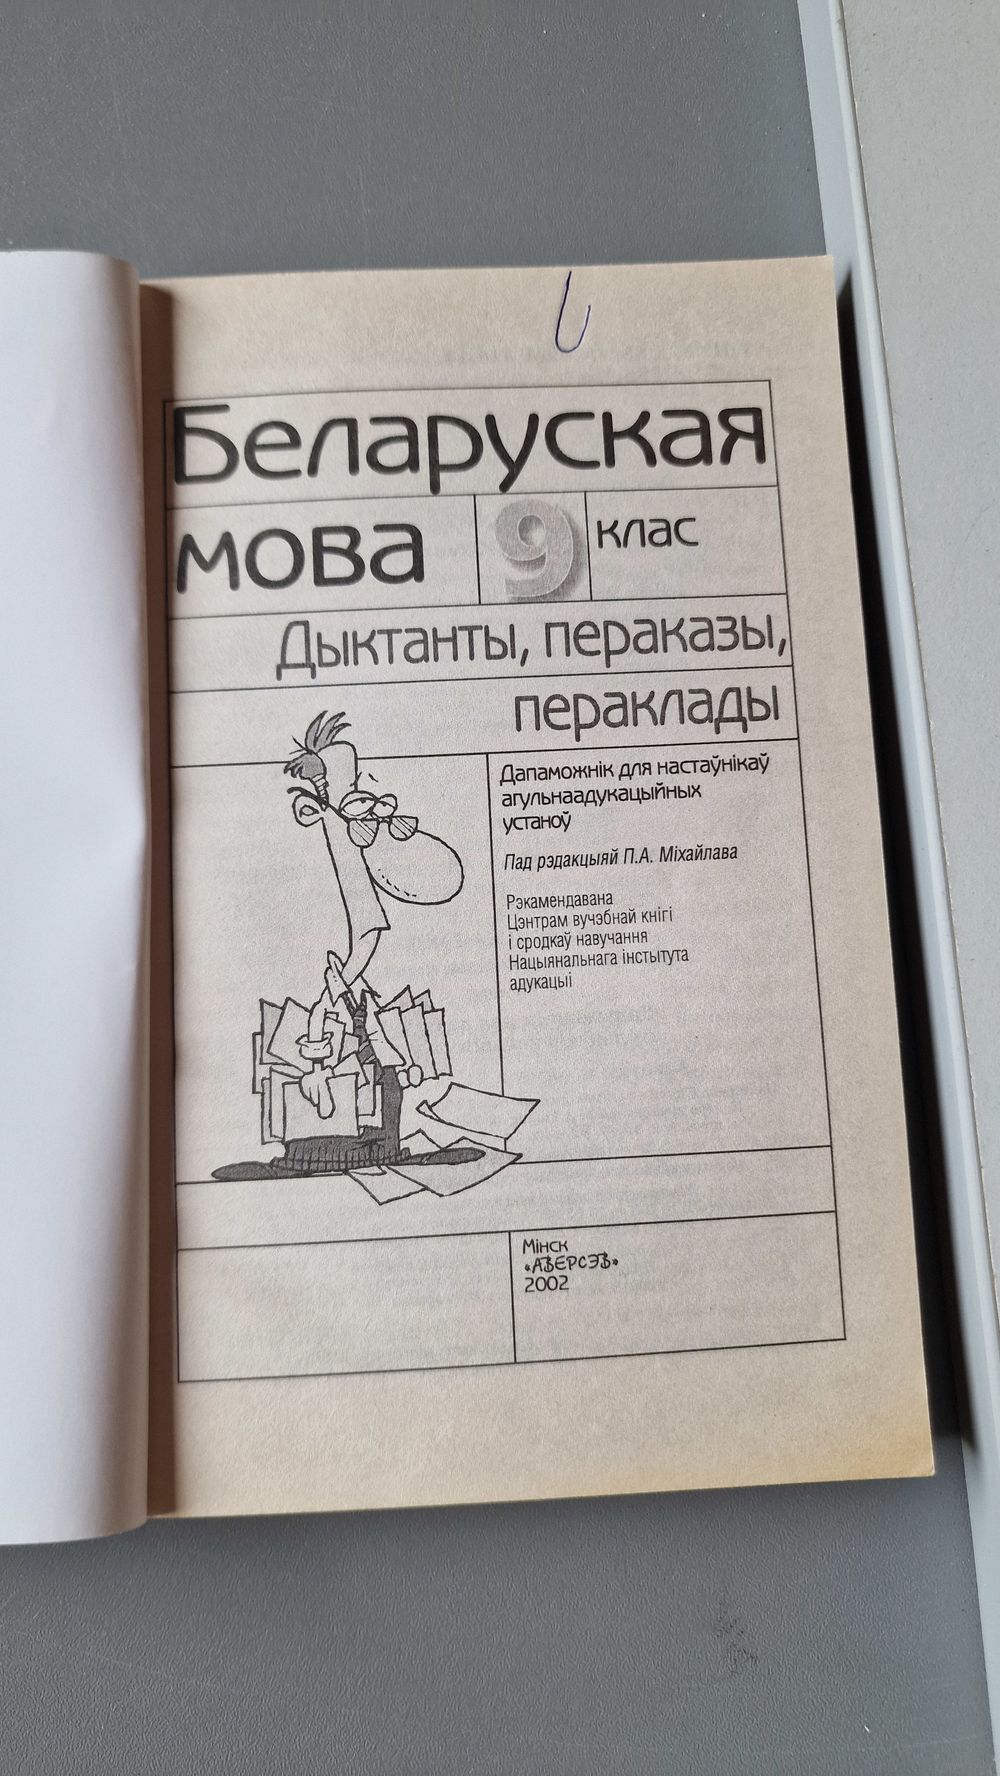 Беларуская
мова 9 клас
Дыктанты, пераказы,
пераклады
Дапаможнік для настаўнікаў
агульнаадукацыйных
устаноў
Пад рэдакцыяй П.А. Міхайлава
Рэкамендавана
Цэнтрам вучэбнай кнігі
і сродкаў навучання
Нацыянальнага інстытута
адукацыі
Мінск
«АВЕРСЭВ»
2002